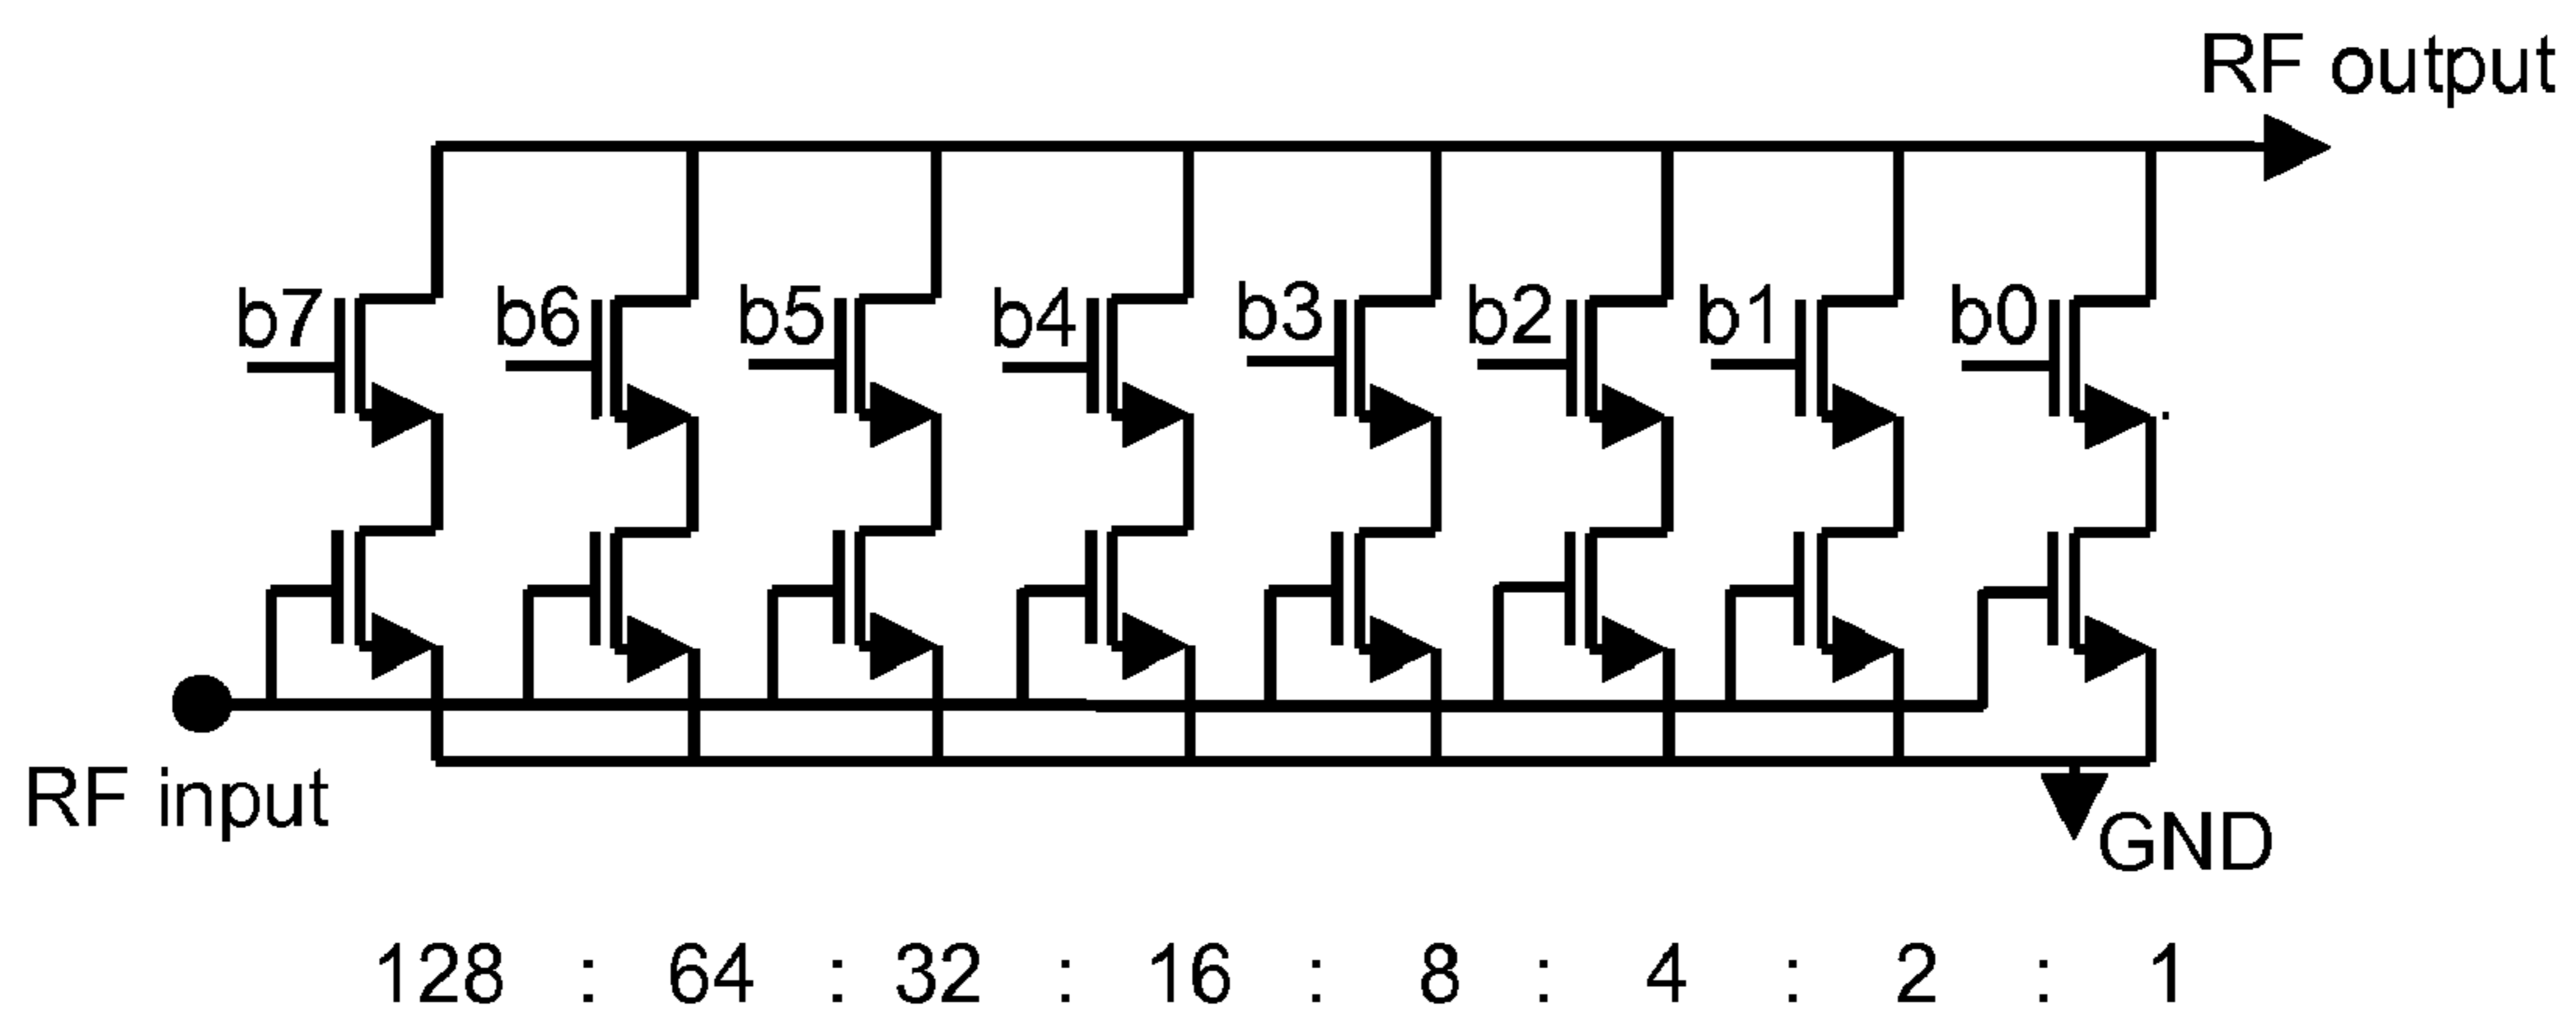 RF output
b7 b6 b5 b4 b3 b2 b1 b0
RF input
GND
128 : 64 : 32 : 16 : 8 : 4 : 2 : 1